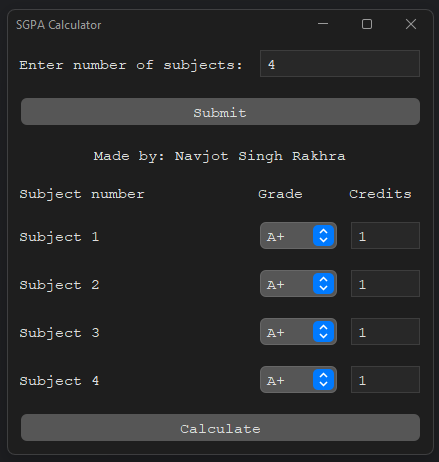 SGPA Calculator
Enter number of subjects: 4
Submit
Made by: Navjot Singh Rakhra
Subject number Grade Credits
Subject 1 A+ 1
Subject 2 A+ 1
Subject 3 A+ 1
Subject 4 A+ 1
Calculate